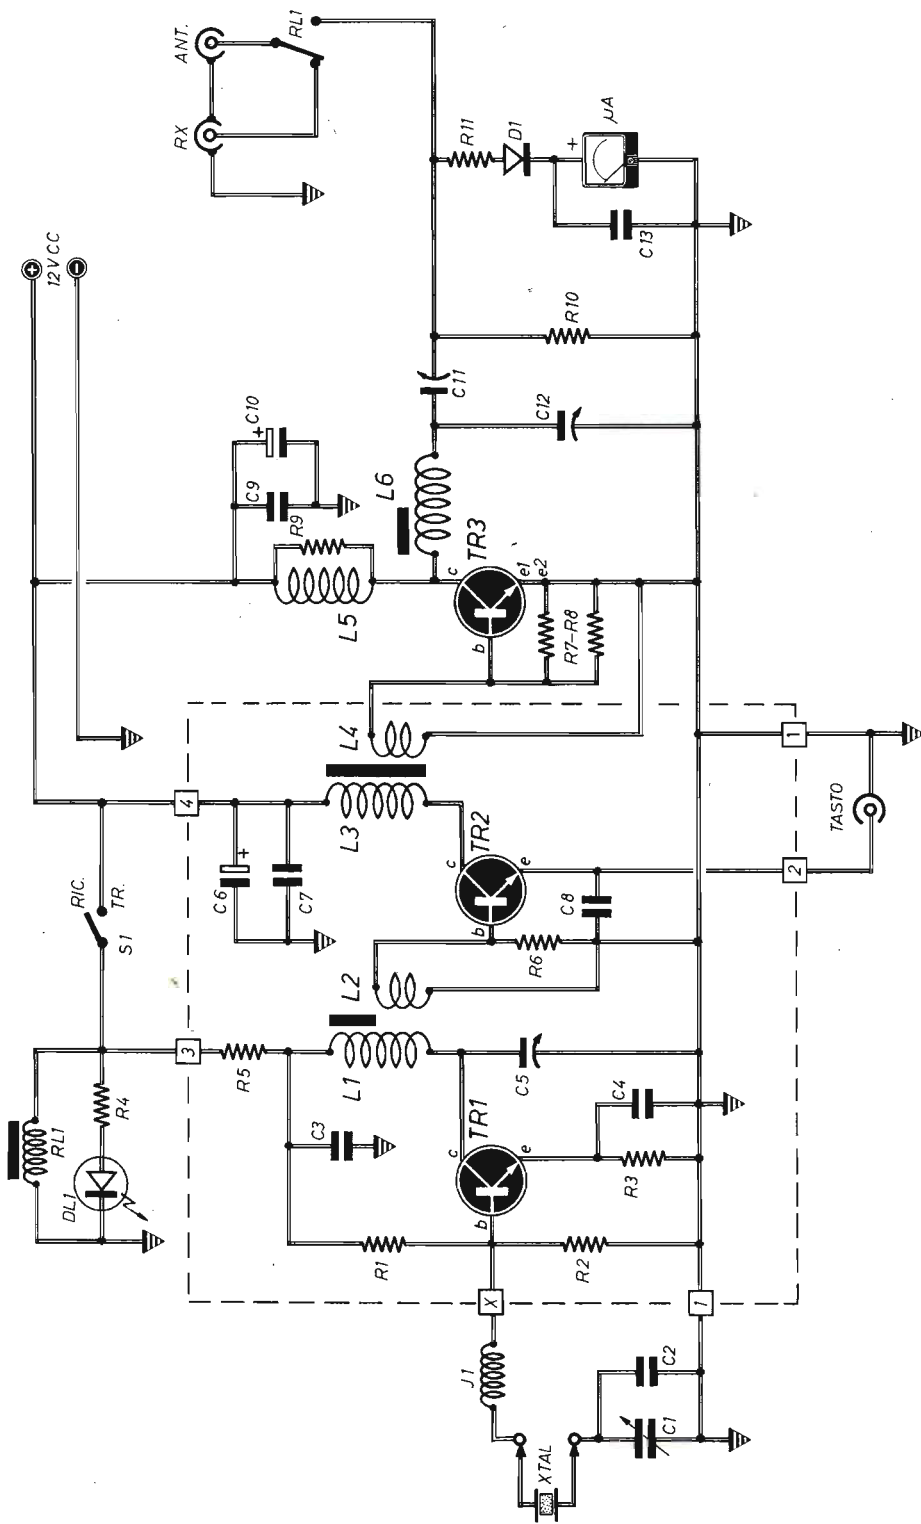 ANT.
RX
RL1
+
12 V CC
-
R11
D1
+
µA
C13
R10
C11
C12
+
C10
C9
R9
L5
L6
TR3
c
b
e1
e2
R7-R8
L4
L3
4
C6
+
C7
TR2
c
b
e
C8
R6
1
2
TASTO
RIC.
TR.
S1
L2
L1
3
R5
C3
C5
C4
TR1
c
b
e
R3
R1
R2
RL1
R4
DL1
X
1
J1
XTAL
C2
C1